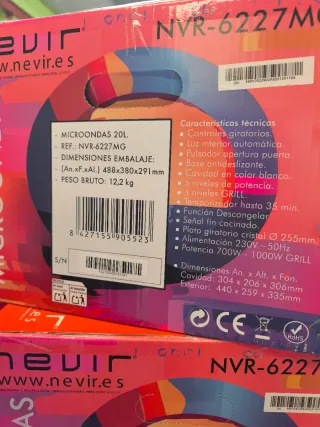 nevir
NVR-6227MG
www.nevir.es
- MICROONDAS 20L.
- REF.: NVR-6227MG
- DIMENSIONES EMBALAJE:
(An.xF.xAl.) 488x380x291mm
- PESO BRUTO: 12,2 kg
8 427155 905523
S/N
Características técnicas
• Controles giratorios.
• Luz interior automática.
• Pulsador apertura puerta.
• Base antideslizante.
• Cavidad en color blanco.
niveles de potencia.
niveles GRILL.
Temporizador hasta 35 min.
• Función Descongelar
• Señal fin cocinado.
• Plato giratorio cristal Ø 255mm.
• Alimentación 230V. ~50Hz
• Potencia 700W - 1000W GRILL
Dimensiones An. x Alt. x Fon.
Cavidad: 304 x 206 x 306mm
Exterior: 440 x 259 x 335mm
CE
RoHS
nevir
NVR-6227
www.nevir.es